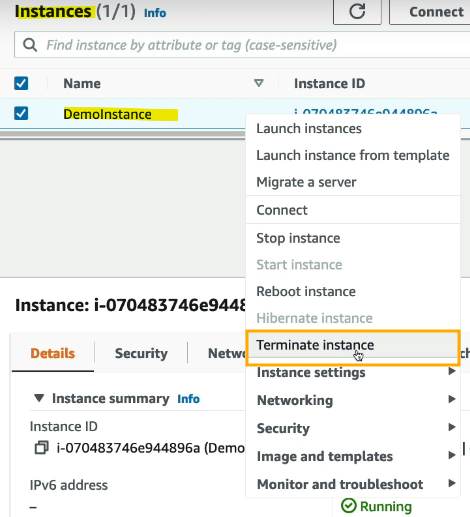 Instances (1/1) Info Connect
Find instance by attribute or tag (case-sensitive)
Name Instance ID
DemoInstance i-070483746e944896a
Launch instances
Launch instance from template
Migrate a server
Connect
Stop instance
Start instance
Reboot instance
Hibernate instance
Instance: i-070483746e948
Terminate instance
Details Security
Instance settings
Instance summary Info
Networking
Instance ID
Security
i-070483746e944896a (Demo
Image and templates
IPv6 address
Monitor and troubleshoot
–
Running